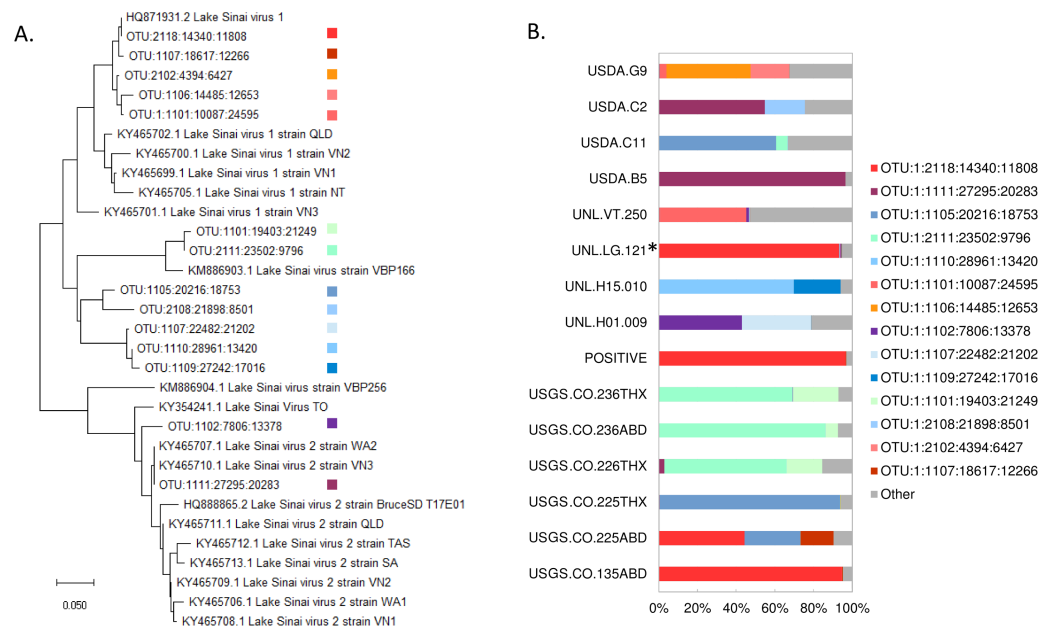 A.
HQ871931.2 Lake Sinai virus 1
OTU:2118:14340:11808
OTU:1107:18617:12266
OTU:2102:4394:6427
OTU:1106:14485:12653
OTU:1:1101:10087:24595
KY465702.1 Lake Sinai virus 1 strain QLD
KY465700.1 Lake Sinai virus 1 strain VN2
KY465699.1 Lake Sinai virus 1 strain VN1
KY465705.1 Lake Sinai virus 1 strain NT
KY465701.1 Lake Sinai virus 1 strain VN3
OTU:1101:19403:21249
OTU:2111:23502:9796
KM886903.1 Lake Sinai virus strain VBP166
OTU:1105:20216:18753
OTU:2108:21898:8501
OTU:1107:22482:21202
OTU:1110:28961:13420
OTU:1109:27242:17016
KM886904.1 Lake Sinai virus strain VBP256
KY354241.1 Lake Sinai Virus TO
OTU:1102:7806:13378
KY465707.1 Lake Sinai virus 2 strain WA2
KY465710.1 Lake Sinai virus 2 strain VN3
OTU:1111:27295:20283
HQ888865.2 Lake Sinai virus 2 strain BruceSD T17E01
KY465711.1 Lake Sinai virus 2 strain QLD
KY465712.1 Lake Sinai virus 2 strain TAS
KY465713.1 Lake Sinai virus 2 strain SA
KY465709.1 Lake Sinai virus 2 strain VN2
KY465706.1 Lake Sinai virus 2 strain WA1
KY465708.1 Lake Sinai virus 2 strain VN1
0.050
B.
USDA.G9
USDA.C2
USDA.C11
USDA.B5
UNL.VT.250
UNL.LG.121*
UNL.H15.010
UNL.H01.009
POSITIVE
USGS.CO.236THX
USGS.CO.236ABD
USGS.CO.226THX
USGS.CO.225THX
USGS.CO.225ABD
USGS.CO.135ABD
0% 20% 40% 60% 80% 100%
OTU:1:2118:14340:11808
OTU:1:1111:27295:20283
OTU:1:1105:20216:18753
OTU:1:2111:23502:9796
OTU:1:1110:28961:13420
OTU:1:1101:10087:24595
OTU:1:1106:14485:12653
OTU:1:1102:7806:13378
OTU:1:1107:22482:21202
OTU:1:1109:27242:17016
OTU:1:1101:19403:21249
OTU:1:2108:21898:8501
OTU:1:2102:4394:6427
OTU:1:1107:18617:12266
Other